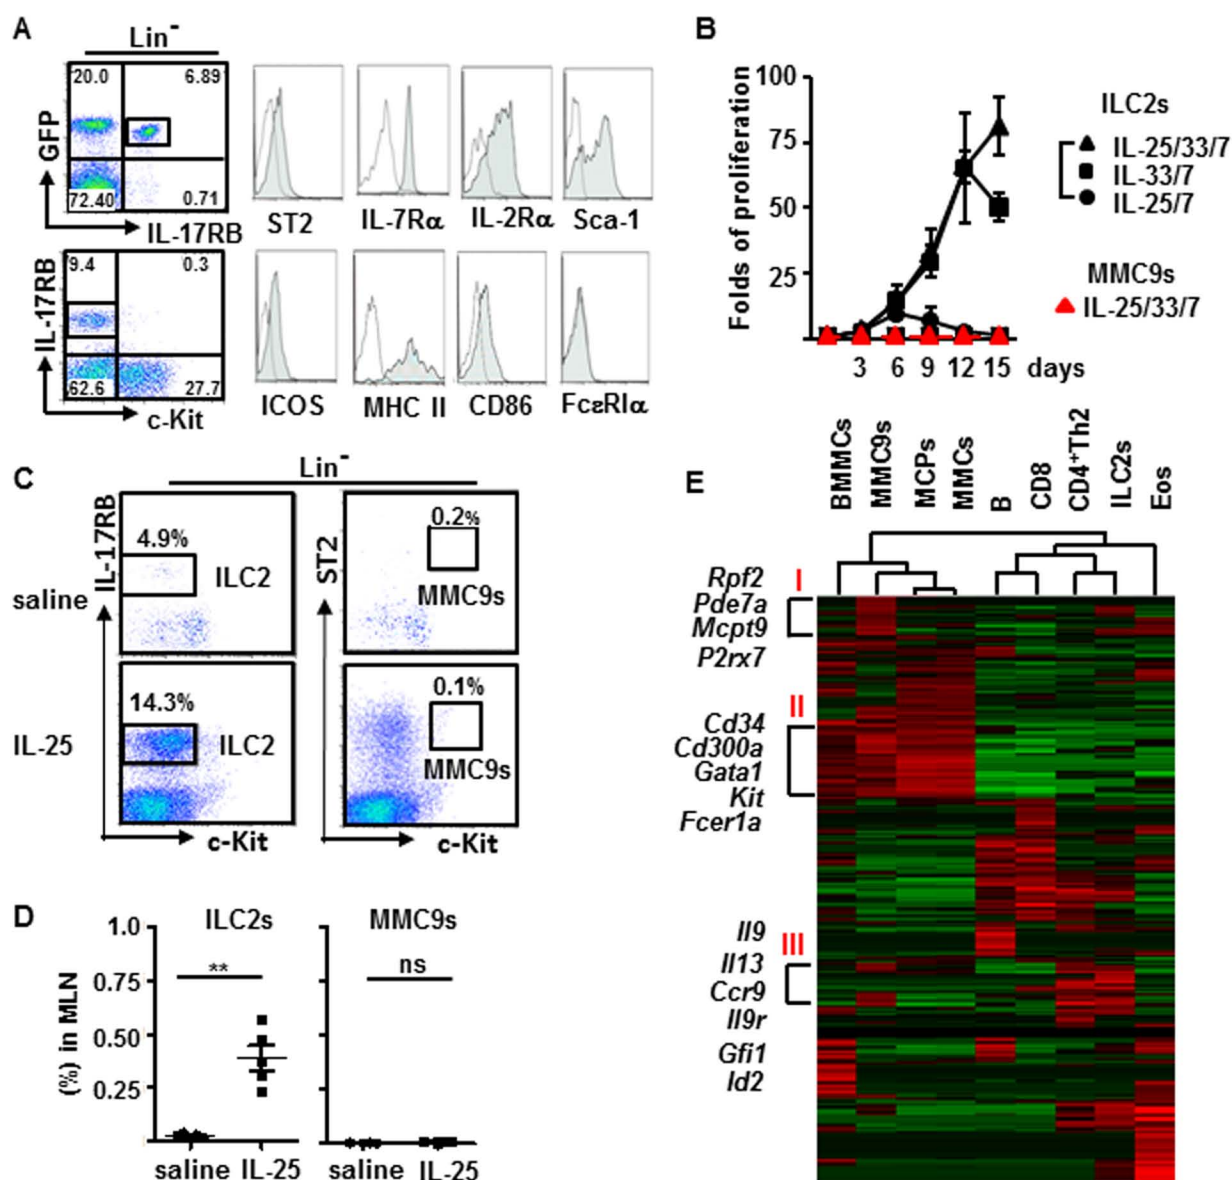 A
Lin-
20.0 6.89
GFP
72.40 0.71
IL-17RB
ST2 IL-7Rα IL-2Rα Sca-1
9.4 0.3
IL-17RB
62.6 27.7
c-Kit
ICOS MHC II CD86 FcεRIα
B
Folds of proliferation
100
75
50
25
3 6 9 12 15 days
ILC2s
IL-25/33/7
IL-33/7
IL-25/7
MMC9s
IL-25/33/7
C
Lin-
IL-17RB
ST2
saline
4.9%
ILC2
0.2%
MMC9s
IL-25
14.3%
ILC2
0.1%
MMC9s
c-Kit c-Kit
D
ILC2s MMC9s
(%) in MLN
1.0
0.75
0.50
0.25
** ns
saline IL-25 saline IL-25
E
BMMCs MMC9s MCPs MMCs B CD8 CD4+Th2 ILC2s Eos
I
Rpf2
Pde7a
Mcpt9
P2rx7
II
Cd34
Cd300a
Gata1
Kit
Fcer1a
III
Il9
Il13
Ccr9
Il9r
Gfi1
Id2